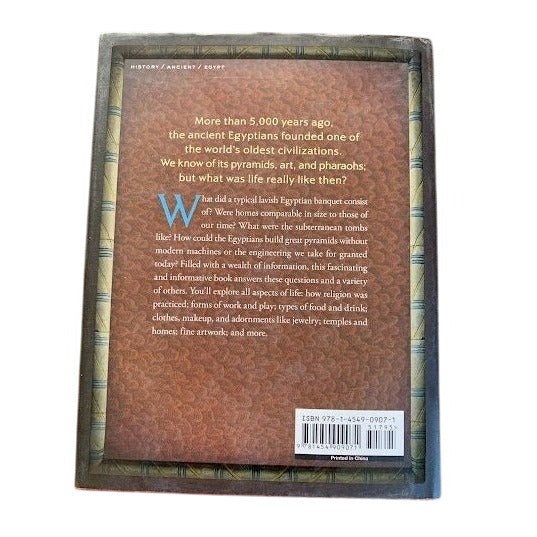 HISTORY / ANCIENT / EGYPT
More than 5,000 years ago,
the ancient Egyptians founded one of
the world's oldest civilizations.
We know of its pyramids, art, and pharaohs;
but what was life really like then?
What did a typical lavish Egyptian banquet consist
of? Were homes comparable in size to those of
our time? What were the subterranean tombs
like? How could the Egyptians build great pyramids without
modern machines or the engineering we take for granted
today? Filled with a wealth of information, this fascinating
and informative book answers these questions and a variety
of others. You'll explore all aspects of life: how religion was
practiced; forms of work and play; types of food and drink;
clothes, makeup, and adornments like jewelry; temples and
homes; fine artwork; and more.
ISBN 978-1-4549-0907-1
51795
9 781454 909071
Printed in China